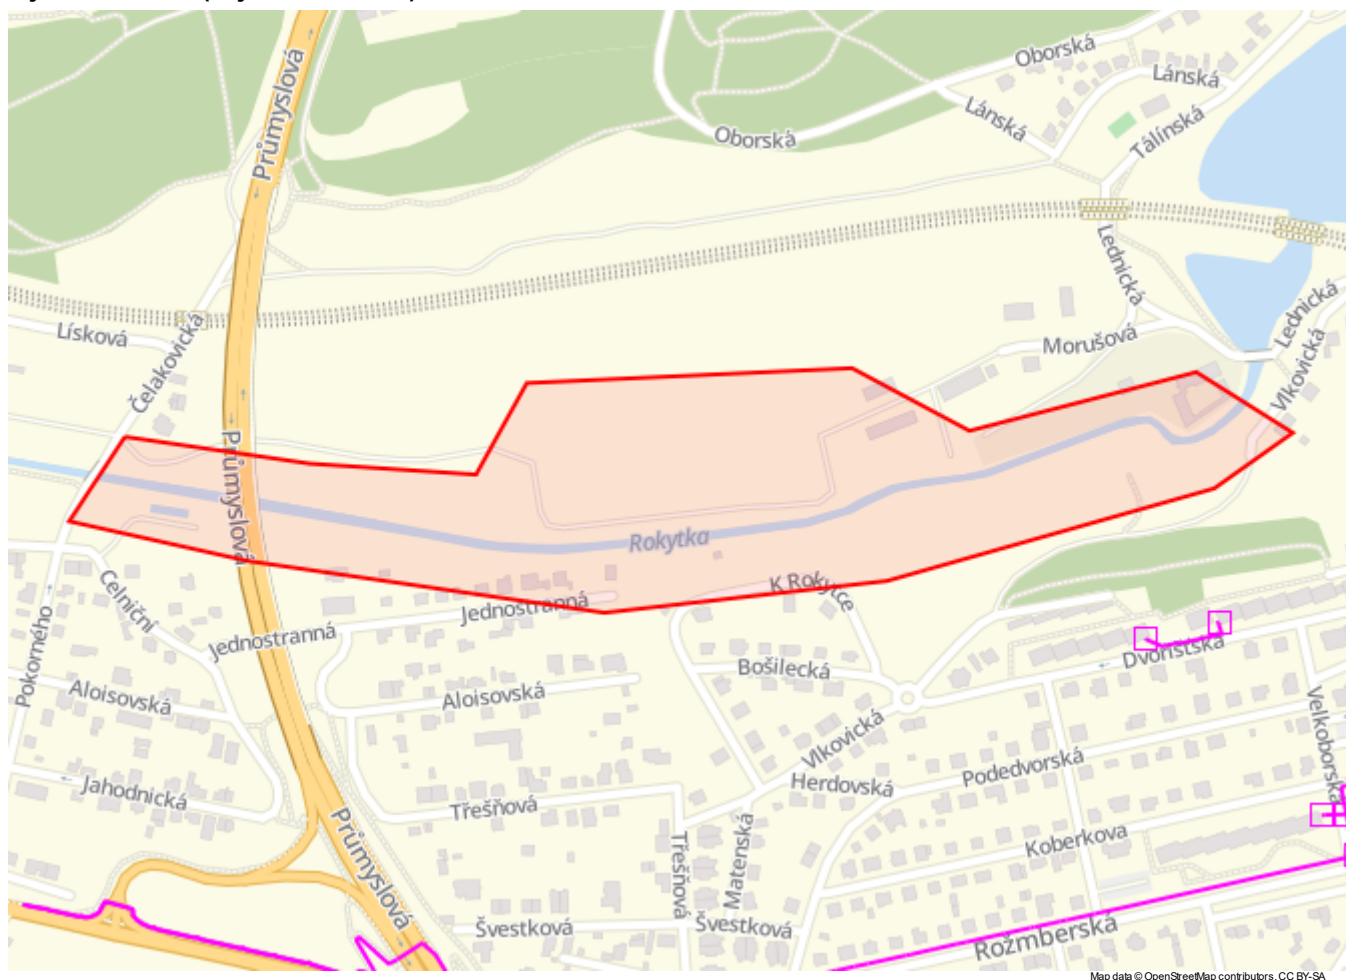 Průmyslová
Oborská
Lánská
Lánská
Oborská
Tálínská
Lednická
Lednická
Morušová
Vlkovická
Lísková
Čelakovická
Průmyslová
Rokytka
K Rokytce
Jednostranná
Celniční
Jednostranná
Pokorného
Dvořišťská
Bošilecká
Aloisovská
Aloisovská
Velkoborská
Vlkovická
Podedvorská
Herdovská
Jahodnická
Třešňová
Koberkova
Průmyslová
Třešňová
Matenská
Švestková
Švestková
Rožmberská
Map data © OpenStreetMap contributors, CC BY-SA